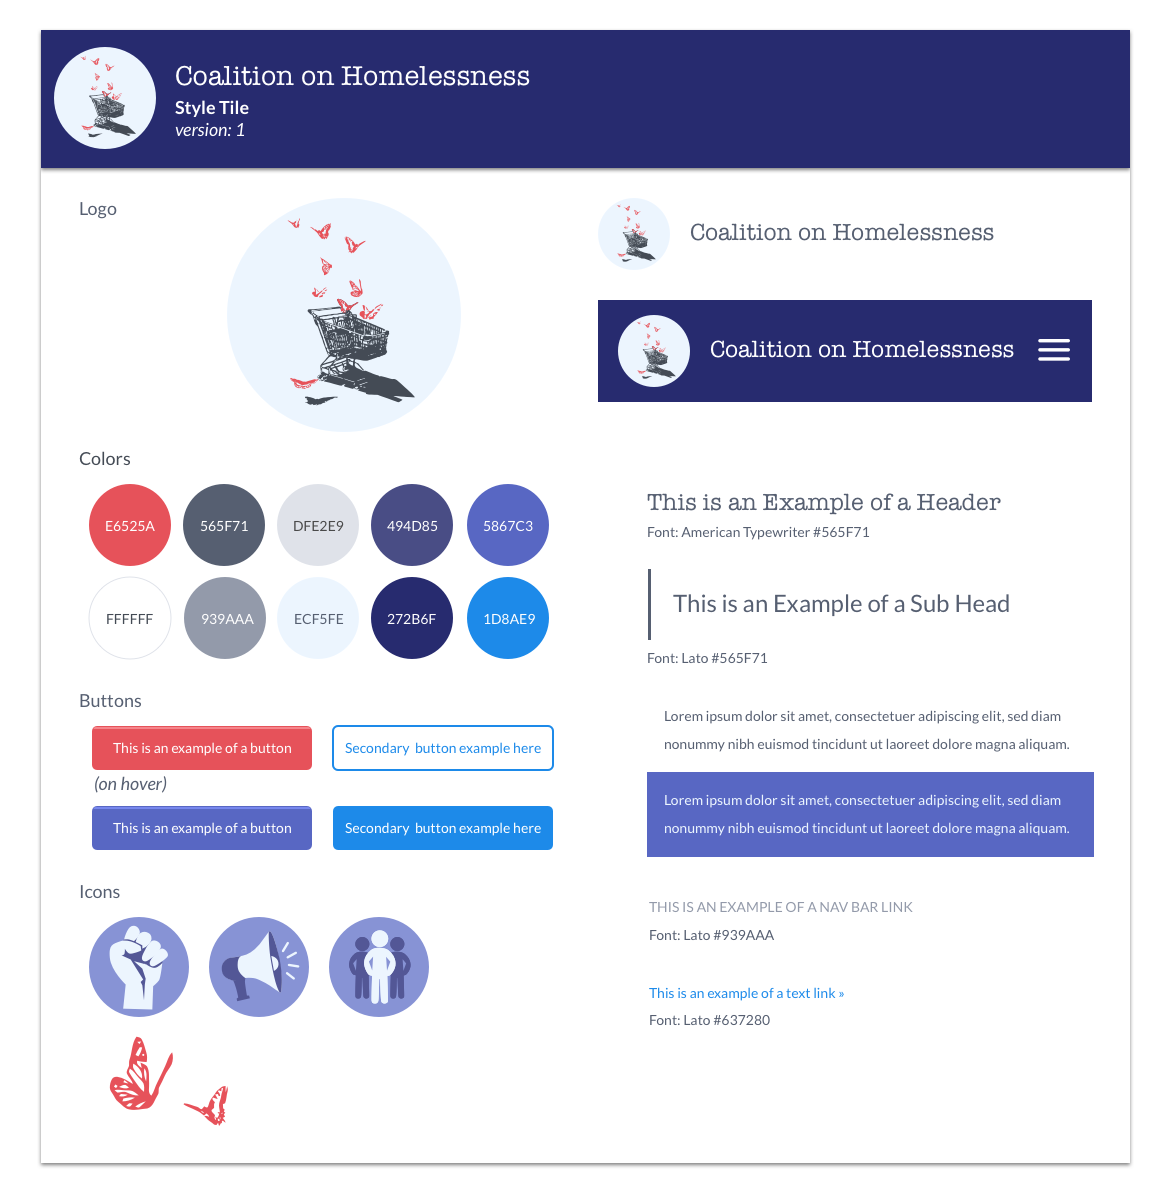 Coalition on Homelessness
Style Tile
version: 1
Logo
Coalition on Homelessness
Coalition on Homelessness
Colors
E6525A
565F71
DFE2E9
494D85
5867C3
FFFFFF
939AAA
ECF5FE
272B6F
1D8AE9
Buttons
This is an example of a button
Secondary button example here
(on hover)
This is an example of a button
Secondary button example here
Icons
This is an Example of a Header
Font: American Typewriter #565F71
This is an Example of a Sub Head
Font: Lato #565F71
Lorem ipsum dolor sit amet, consectetuer adipiscing elit, sed diam
nonummy nibh euismod tincidunt ut laoreet dolore magna aliquam.
Lorem ipsum dolor sit amet, consectetuer adipiscing elit, sed diam
nonummy nibh euismod tincidunt ut laoreet dolore magna aliquam.
THIS IS AN EXAMPLE OF A NAV BAR LINK
Font: Lato #939AAA
This is an example of a text link »
Font: Lato #637280